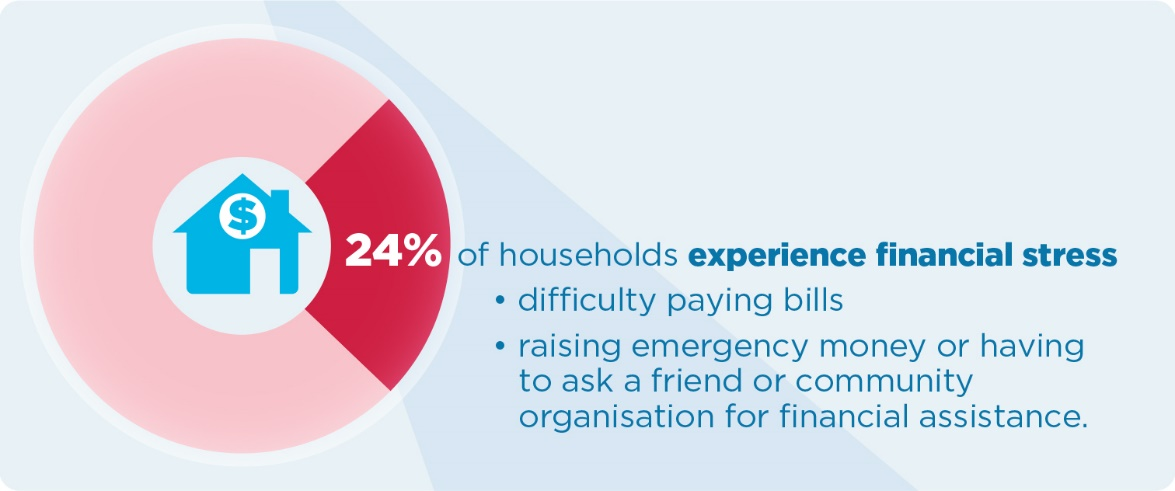 $
24% of households experience financial stress
• difficulty paying bills
• raising emergency money or having
to ask a friend or community
organisation for financial assistance.